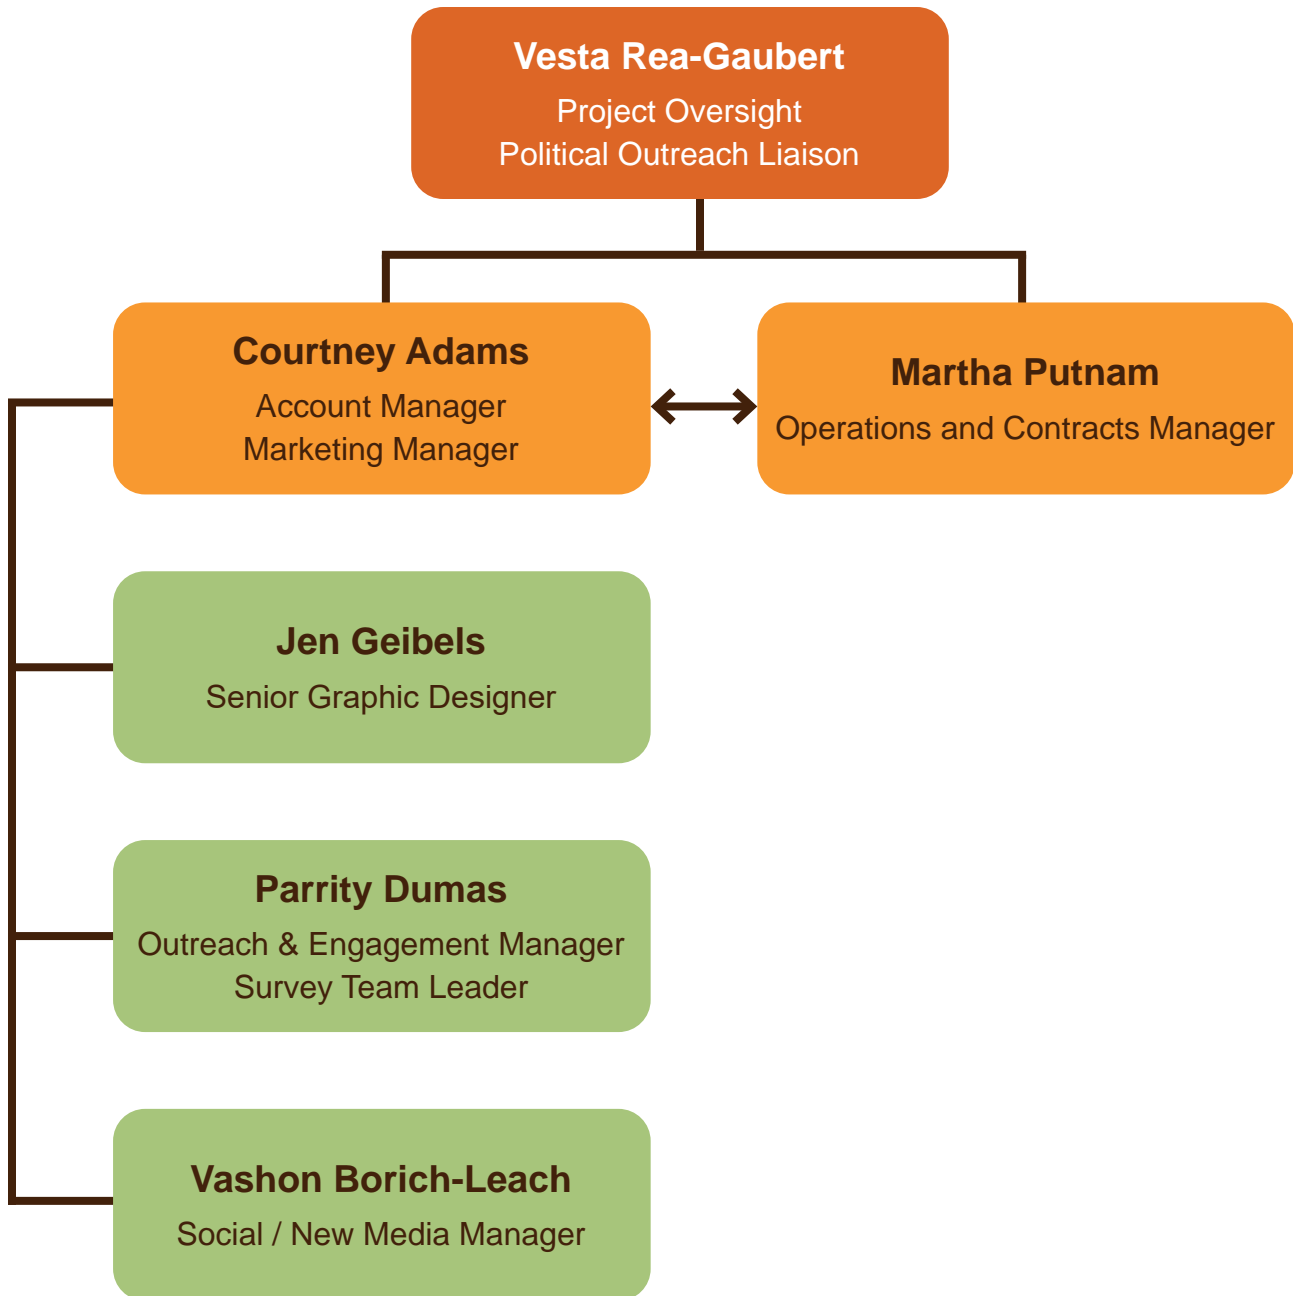 Vesta Rea-Gaubert
Project Oversight
Political Outreach Liaison
Courtney Adams
Account Manager
Marketing Manager
Martha Putnam
Operations and Contracts Manager
Jen Geibels
Senior Graphic Designer
Parrity Dumas
Outreach & Engagement Manager
Survey Team Leader
Vashon Borich-Leach
Social / New Media Manager